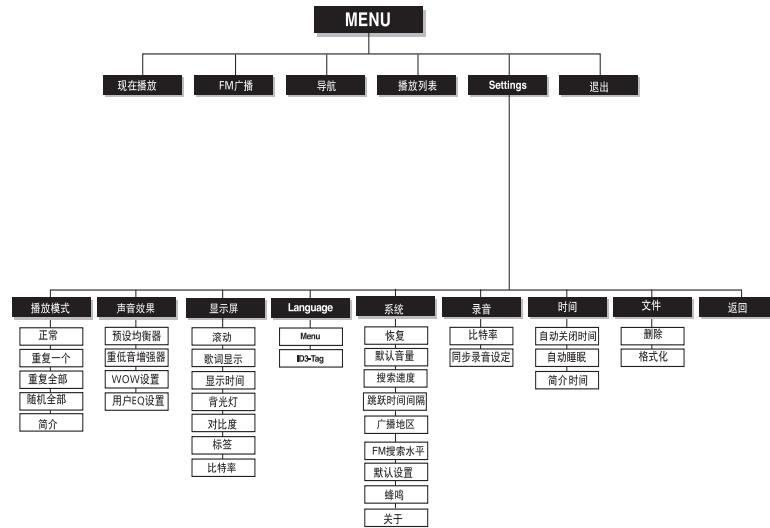 MENU
现在播放
FM广播
导航
播放列表
Settings
退出
播放模式
正常
重复一个
重复全部
随机全部
简介
声音效果
预设均衡器
重低音增强器
WOW设置
用户EQ设置
显示屏
滚动
歌词显示
显示时间
背光灯
对比度
标签
比特率
Language
Menu
ID3-Tag
系统
恢复
默认音量
搜索速度
跳跃时间间隔
广播地区
FM搜索水平
默认设置
蜂鸣
关于
录音
比特率
同步录音设定
时间
自动关闭时间
自动睡眠
简介时间
文件
删除
格式化
返回